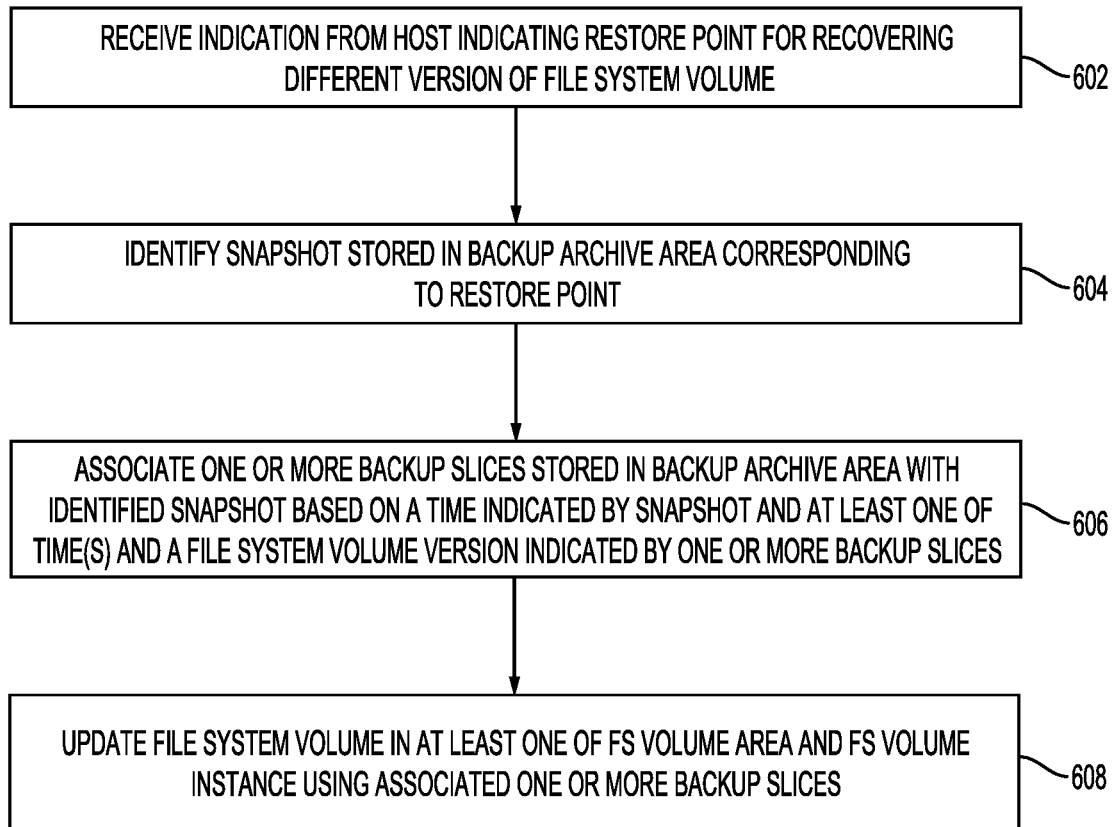 RECEIVE INDICATION FROM HOST INDICATING RESTORE POINT FOR RECOVERING
DIFFERENT VERSION OF FILE SYSTEM VOLUME
602
IDENTIFY SNAPSHOT STORED IN BACKUP ARCHIVE AREA CORRESPONDING
TO RESTORE POINT
604
ASSOCIATE ONE OR MORE BACKUP SLICES STORED IN BACKUP ARCHIVE AREA WITH
IDENTIFIED SNAPSHOT BASED ON A TIME INDICATED BY SNAPSHOT AND AT LEAST ONE OF
TIME(S) AND A FILE SYSTEM VOLUME VERSION INDICATED BY ONE OR MORE BACKUP SLICES
606
UPDATE FILE SYSTEM VOLUME IN AT LEAST ONE OF FS VOLUME AREA AND FS VOLUME
INSTANCE USING ASSOCIATED ONE OR MORE BACKUP SLICES
608